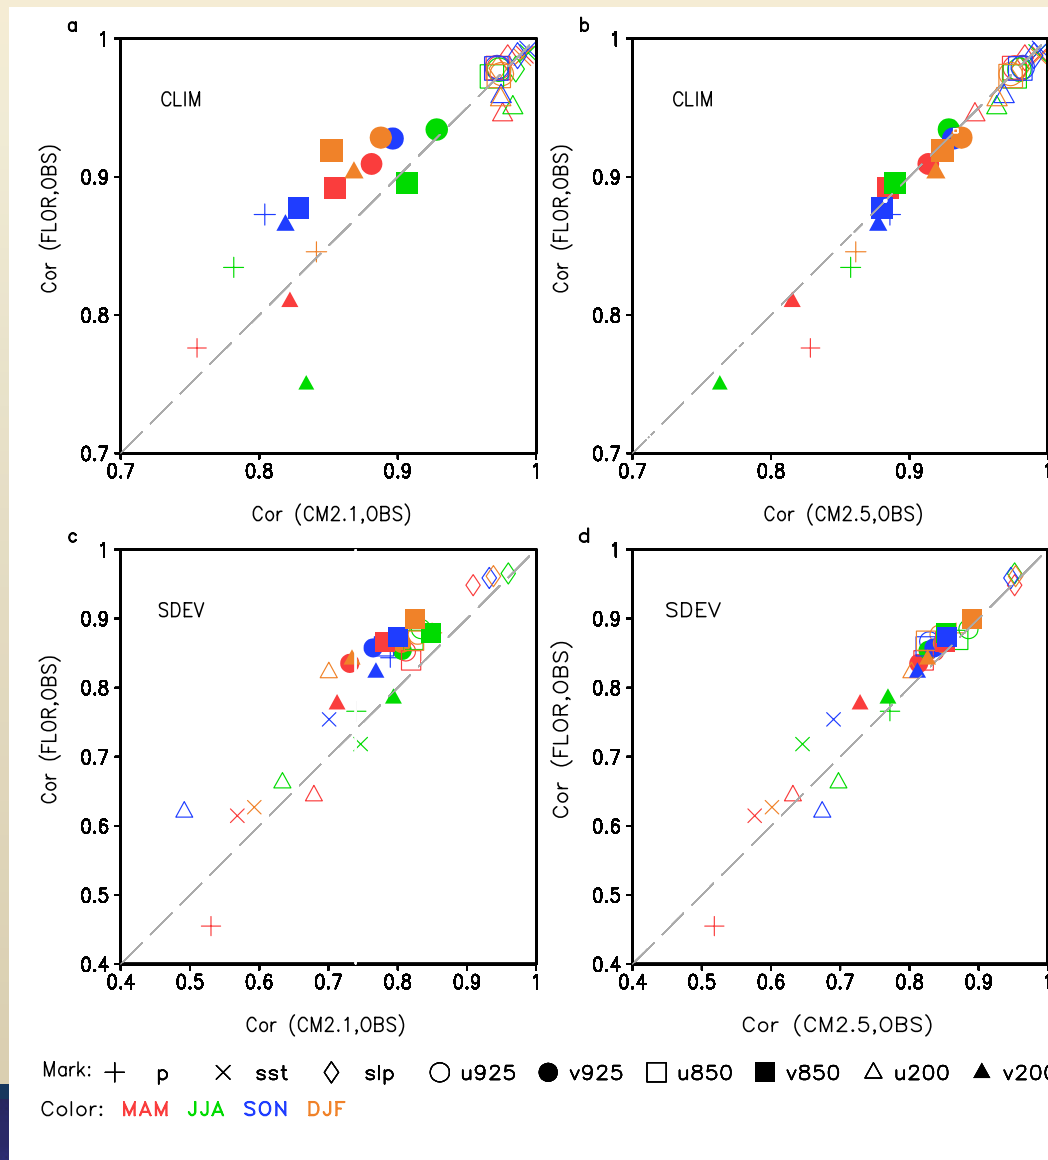 a
b
1
1
CLIM
CLIM
0.9
0.9
Cor (FLOR,OBS)
Cor (FLOR,OBS)
0.8
0.8
0.7
0.7
0.7 0.8 0.9 1
0.7 0.8 0.9 1
Cor (CM2.1,OBS)
Cor (CM2.5,OBS)
c
d
1
1
SDEV
SDEV
0.9
0.9
0.8
0.8
Cor (FLOR,OBS)
Cor (FLOR,OBS)
0.7
0.7
0.6
0.6
0.5
0.5
0.4
0.4
0.4 0.5 0.6 0.7 0.8 0.9 1
0.4 0.5 0.6 0.7 0.8 0.9 1
Cor (CM2.1,OBS)
Cor (CM2.5,OBS)
Mark: p sst slp u925 v925 u850 v850 u200 v200
Color: MAM JJA SON DJF